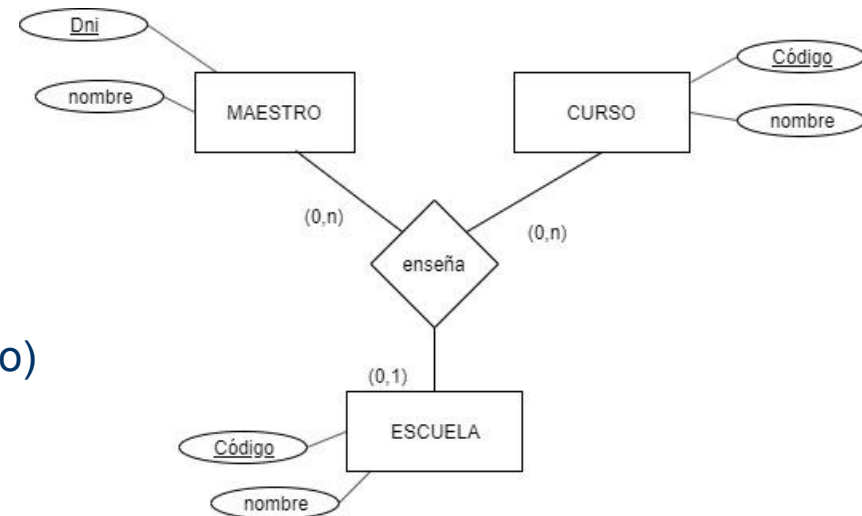 Dni
nombre
MAESTRO
CURSO
Código
nombre
(0,n)
(0,n)
enseña
o)
(0,1)
ESCUELA
Código
nombre